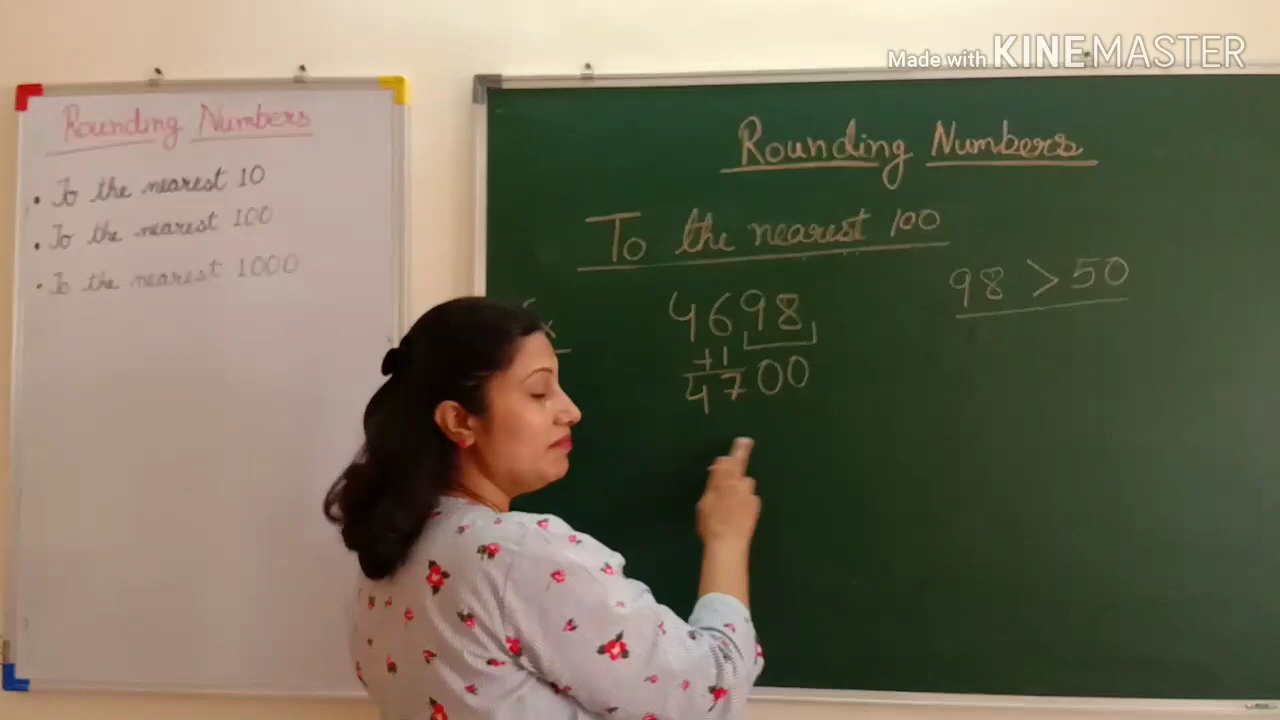 Made with KINEMASTER
Rounding Numbers
• To the nearest 10
• To the nearest 100
• To the nearest 1000
Rounding Numbers
To the nearest 100
98 > 50
4698
+1
4700